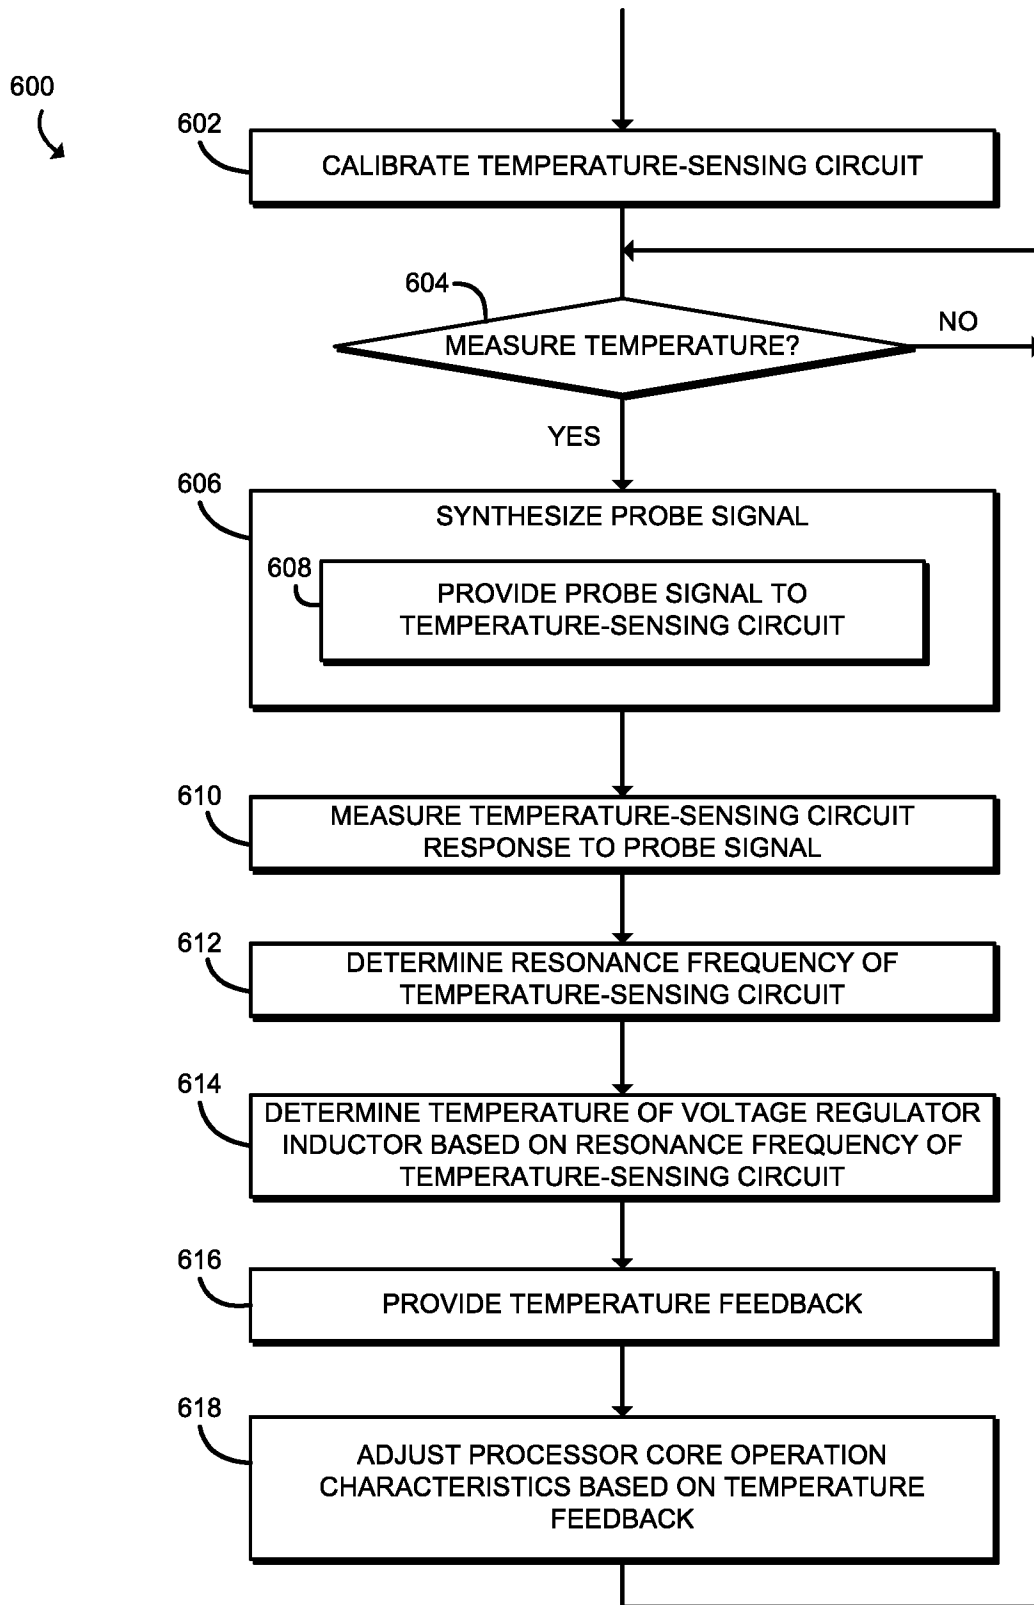 600
602
CALIBRATE TEMPERATURE-SENSING CIRCUIT
604
MEASURE TEMPERATURE?
NO
YES
606
SYNTHESIZE PROBE SIGNAL
608
PROVIDE PROBE SIGNAL TO
TEMPERATURE-SENSING CIRCUIT
610
MEASURE TEMPERATURE-SENSING CIRCUIT
RESPONSE TO PROBE SIGNAL
612
DETERMINE RESONANCE FREQUENCY OF
TEMPERATURE-SENSING CIRCUIT
614
DETERMINE TEMPERATURE OF VOLTAGE REGULATOR
INDUCTOR BASED ON RESONANCE FREQUENCY OF
TEMPERATURE-SENSING CIRCUIT
616
PROVIDE TEMPERATURE FEEDBACK
618
ADJUST PROCESSOR CORE OPERATION
CHARACTERISTICS BASED ON TEMPERATURE
FEEDBACK